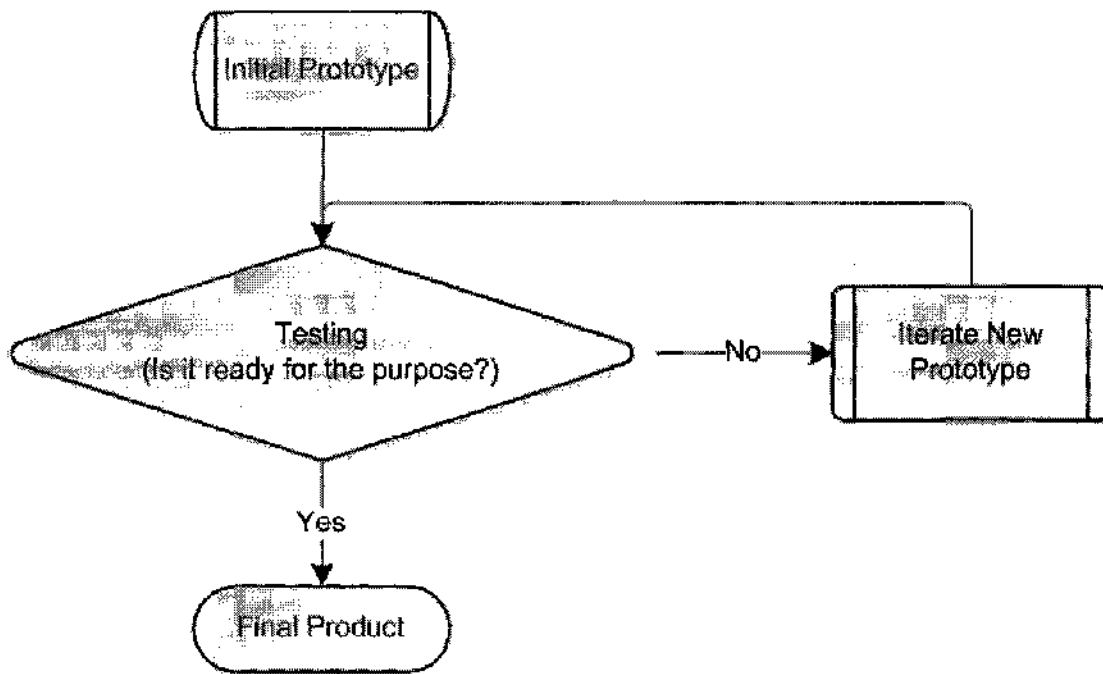 Initial Prototype
Testing
(Is it ready for the purpose?)
No
Iterate New
Prototype
Yes
Final Product